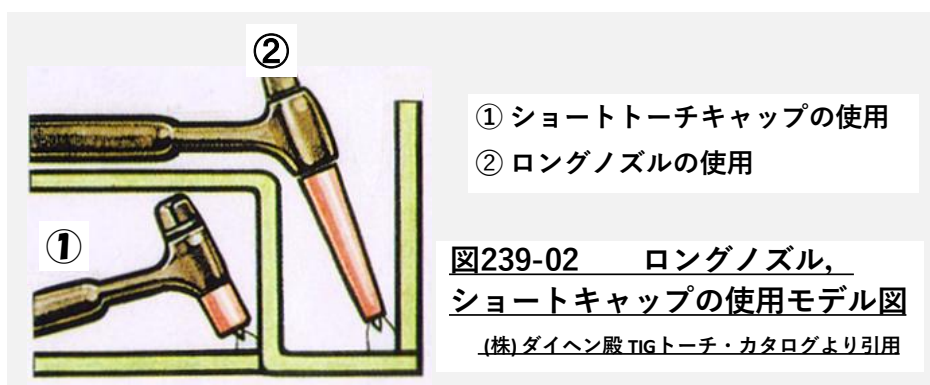 ②
①
① ショートトーチキャップの使用
② ロングノズルの使用
図239-02 ロングノズル,
ショートキャップの使用モデル図
(株) ダイヘン殿 TIGトーチ・カタログより引用